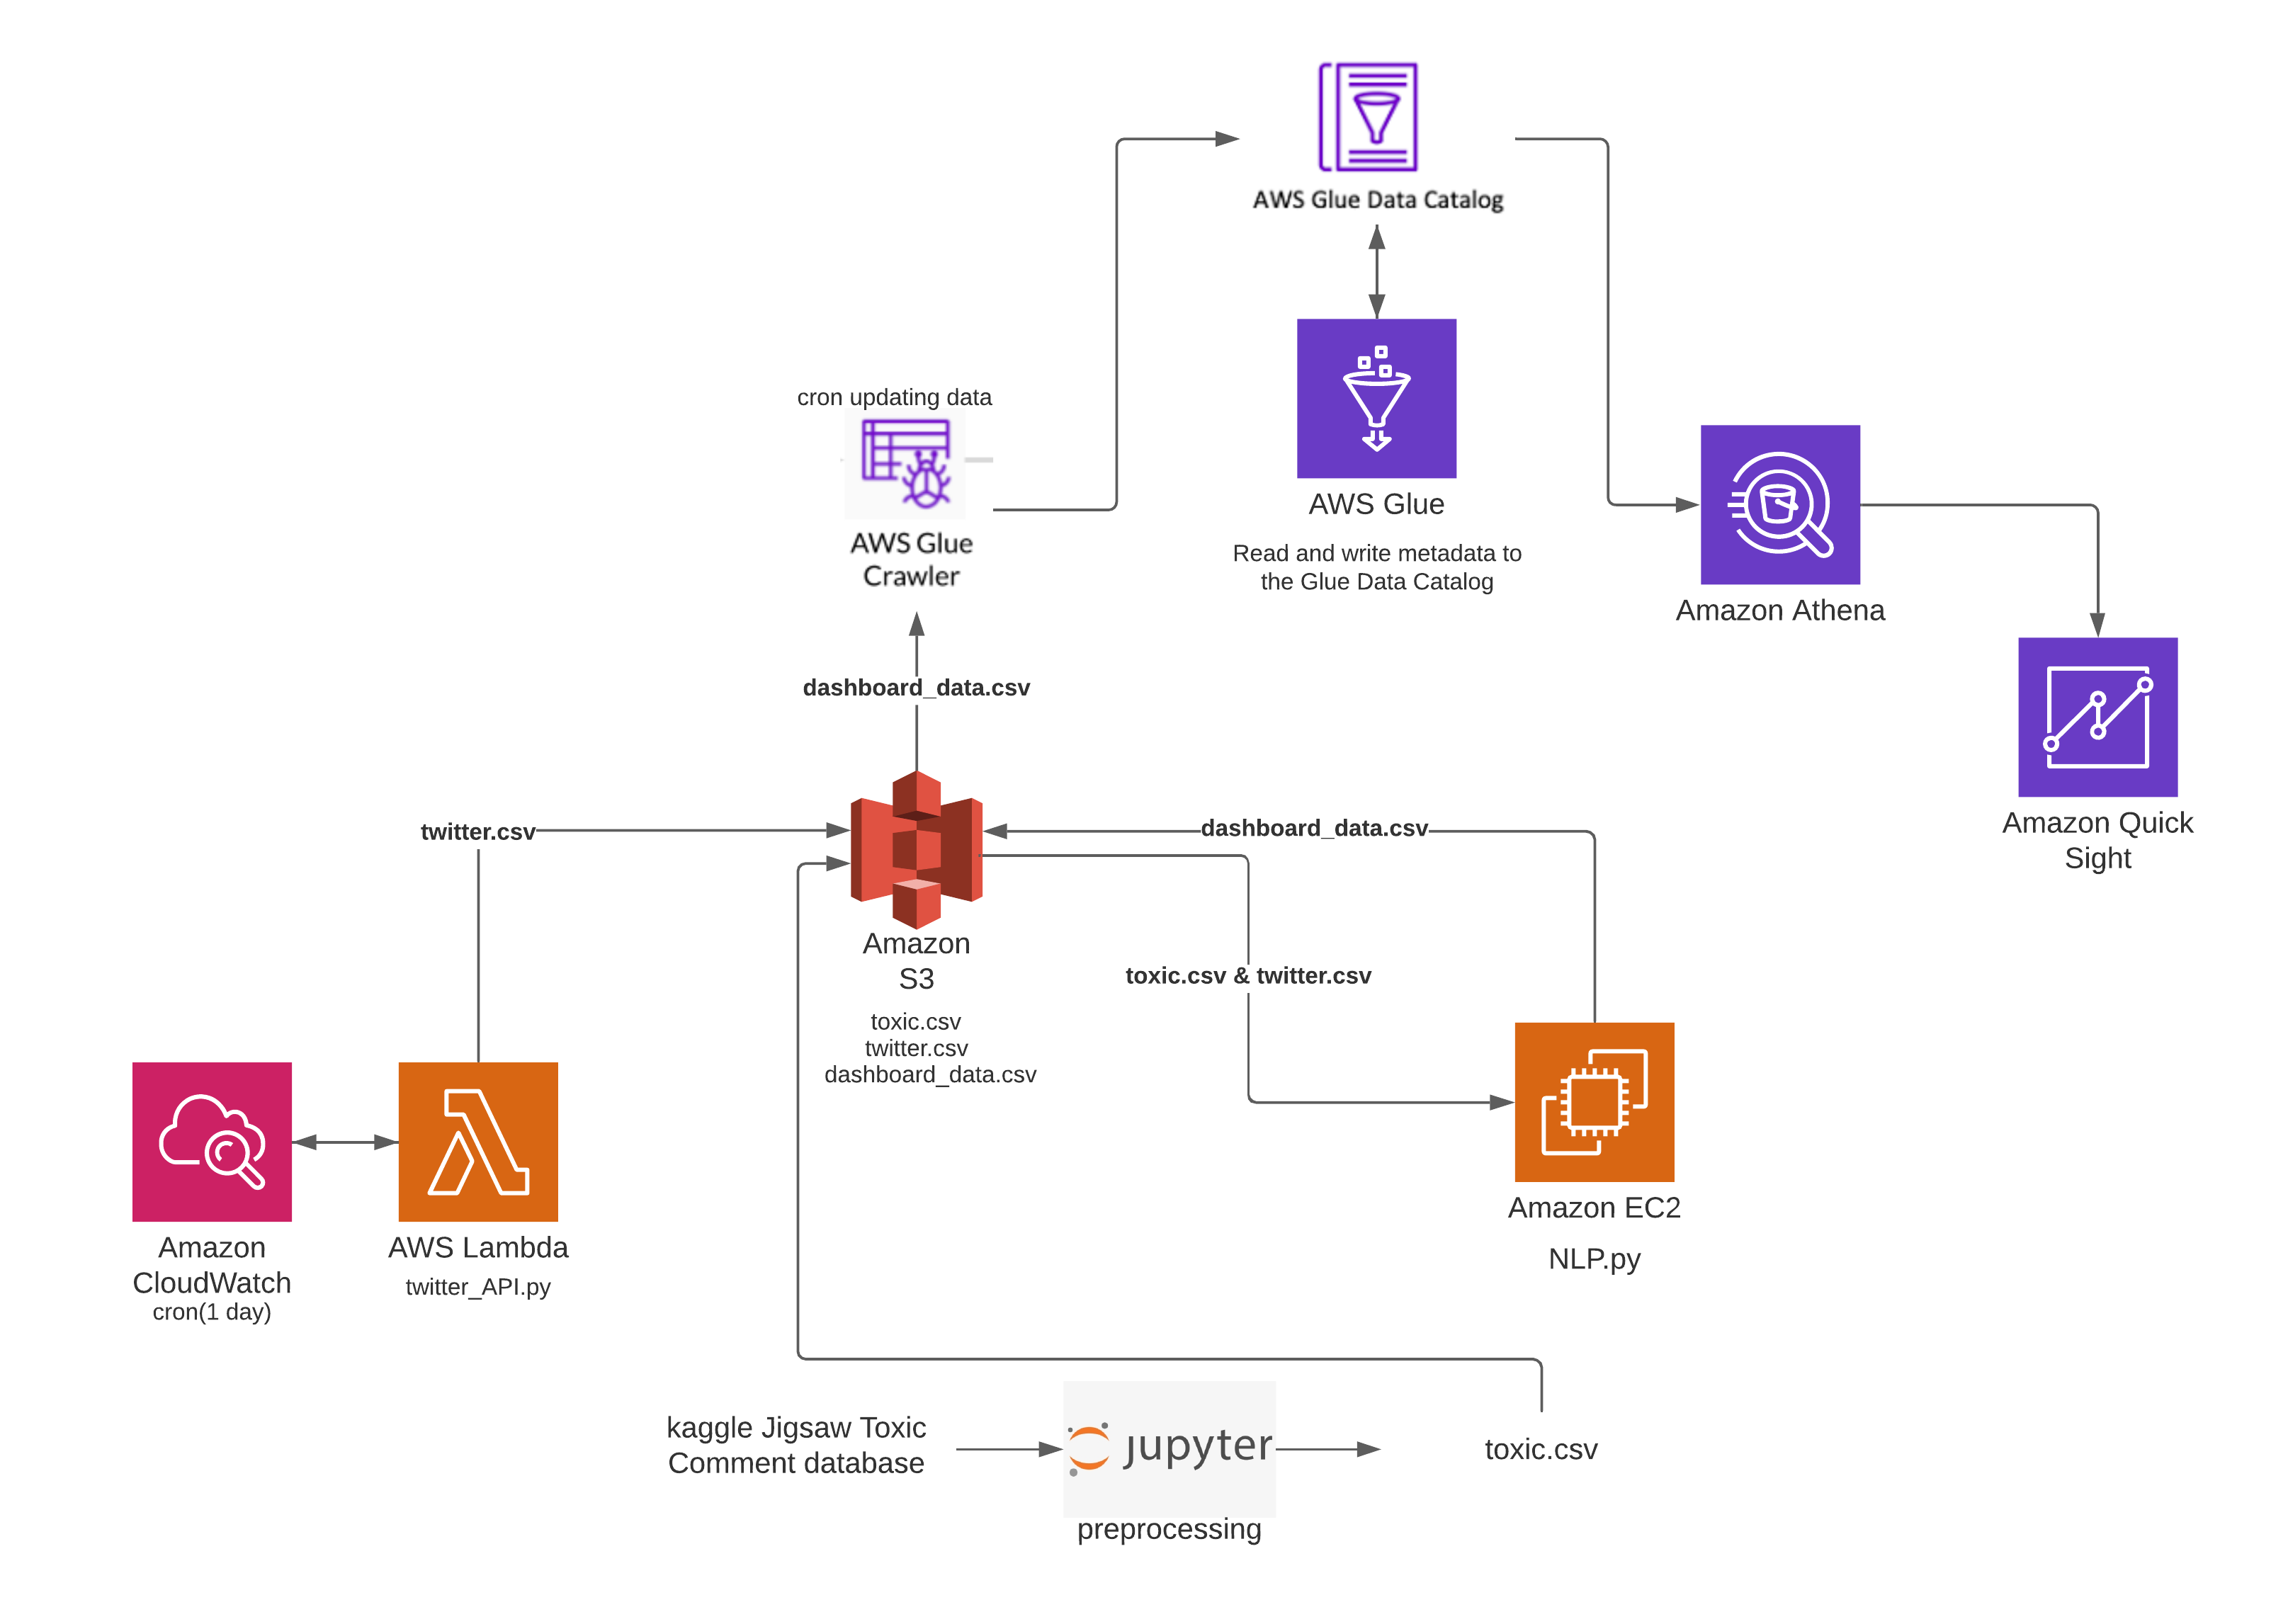 AWS Glue Data Catalog
cron updating data
AWS Glue
Crawler
AWS Glue
Read and write metadata to
the Glue Data Catalog
Amazon Athena
dashboard_data.csv
Amazon Quick
Sight
twitter.csv
dashboard_data.csv
Amazon
S3
toxic.csv
twitter.csv
dashboard_data.csv
toxic.csv & twitter.csv
Amazon
CloudWatch
cron(1 day)
AWS Lambda
twitter_API.py
Amazon EC2
NLP.py
kaggle Jigsaw Toxic
Comment database
jupyter
preprocessing
toxic.csv